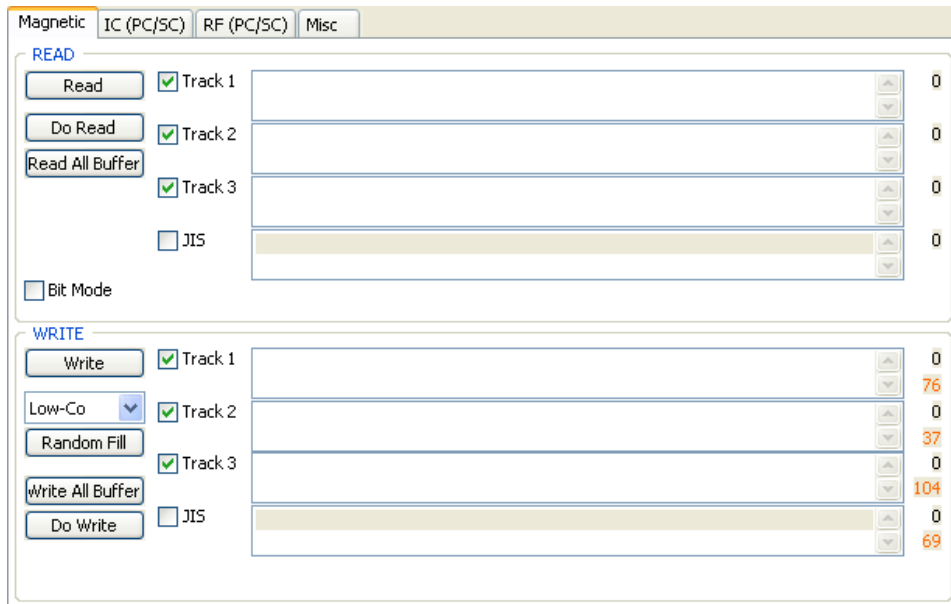 Magnetic IC (PC/SC) RF (PC/SC) Misc
READ
Read Track 1 0
Do Read Track 2 0
Read All Buffer
Track 3 0
JIS 0
Bit Mode
WRITE
Write Track 1 0
76
Low-Co Track 2 0
Random Fill 37
Track 3 0
Write All Buffer 104
Do Write JIS 0
69